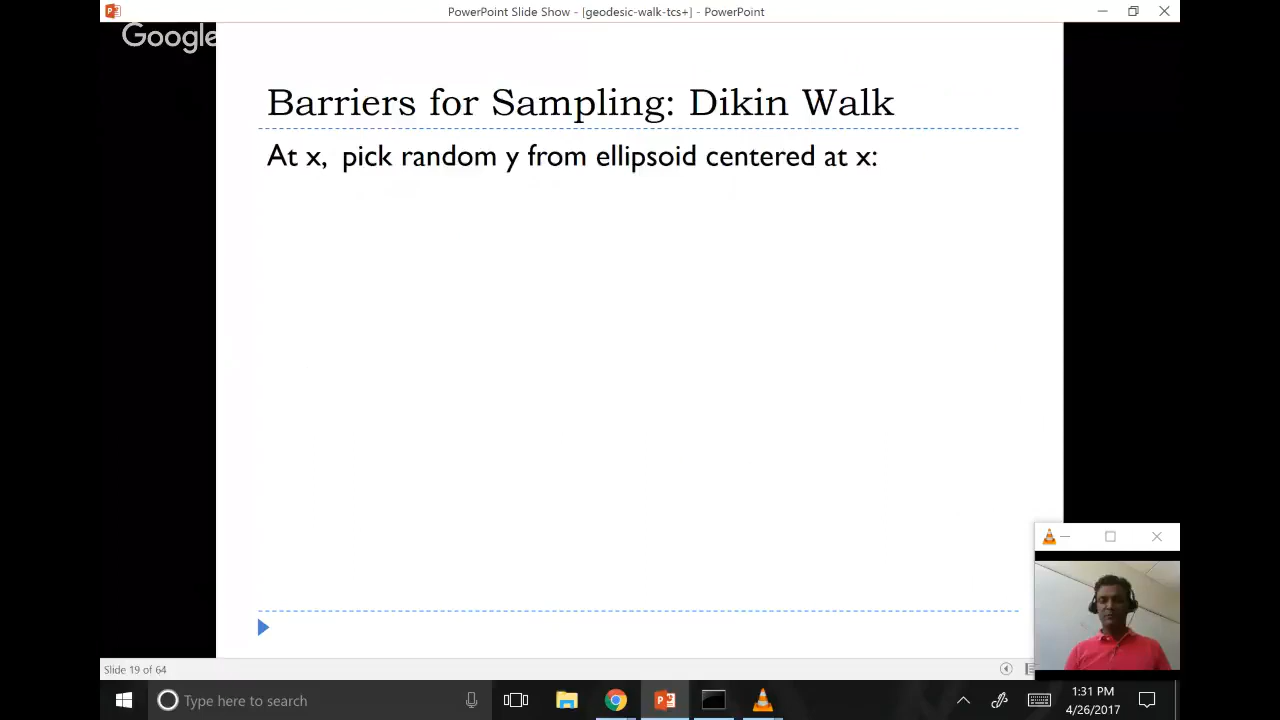 PowerPoint Slide Show - [geodesic-walk-tcs+] - PowerPoint
Google
Barriers for Sampling: Dikin Walk
At x, pick random y from ellipsoid centered at x:
Slide 19 of 64
Type here to search
1:31 PM
4/26/2017